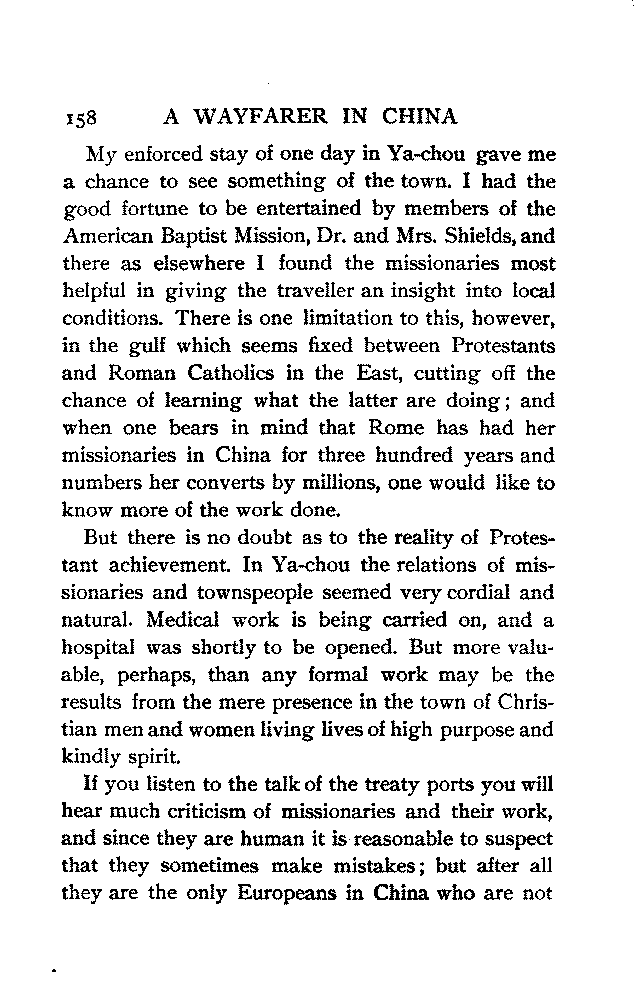 158 A WAYFARER IN CHINA
My enforced stay of one day in Ya-chou gave me
a chance to see something of the town. I had the
good fortune to be entertained by members of the
American Baptist Mission, Dr. and Mrs. Shields, and
there as elsewhere I found the missionaries most
helpful in giving the traveller an insight into local
conditions. There is one limitation to this, however,
in the gulf which seems fixed between Protestants
and Roman Catholics in the East, cutting off the
chance of learning what the latter are doing; and
when one bears in mind that Rome has had her
missionaries in China for three hundred years and
numbers her converts by millions, one would like to
know more of the work done.
But there is no doubt as to the reality of Protes-
tant achievement. In Ya-chou the relations of mis-
sionaries and townspeople seemed very cordial and
natural. Medical work is being carried on, and a
hospital was shortly to be opened. But more valu-
able, perhaps, than any formal work may be the
results from the mere presence in the town of Chris-
tian men and women living lives of high purpose and
kindly spirit.
If you listen to the talk of the treaty ports you will
hear much criticism of missionaries and their work,
and since they are human it is reasonable to suspect
that they sometimes make mistakes; but after all
they are the only Europeans in China who are not